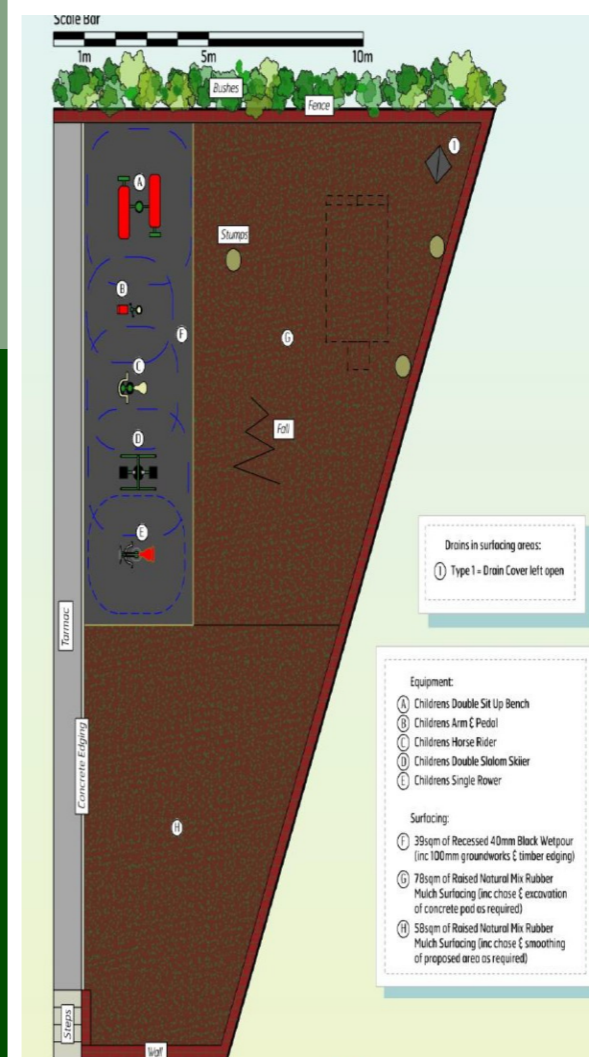 Scale Bar
1m 5m 10m
Bushes
Fence
1
A
Stumps
B
F
G
C
Fall
D
E
Drains in surfacing areas:
1 Type 1 = Drain Cover left open
Tarmac
Concrete Edging
Equipment:
A Childrens Double Sit Up Bench
B Childrens Arm & Pedal
C Childrens Horse Rider
D Childrens Double Slalom Skiier
E Childrens Single Rower
Surfacing:
F 39sqm of Recessed 40mm Black Wetpour
(inc 100mm groundworks & timber edging)
G 78sqm of Raised Natural Mix Rubber
Mulch Surfacing (inc chase & excavation
of concrete pad as required)
H 58sqm of Raised Natural Mix Rubber
Mulch Surfacing (inc chase & smoothing
of proposed area as required)
H
Steps
Wall